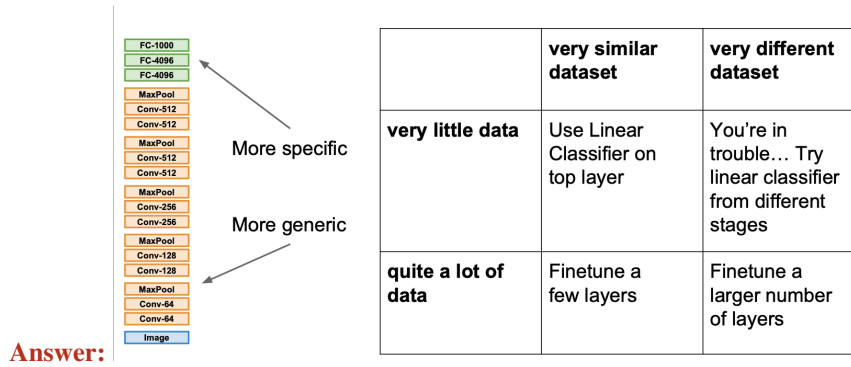 FC-1000
FC-4096
FC-4096
MaxPool
Conv-512
Conv-512
MaxPool
Conv-512
Conv-512
MaxPool
Conv-256
Conv-256
MaxPool
Conv-128
Conv-128
MaxPool
Conv-64
Conv-64
Image
More specific
More generic
very similar
dataset
very different
dataset
very little data
Use Linear
Classifier on
top layer
You're in
trouble… Try
linear classifier
from different
stages
quite a lot of
data
Finetune a
few layers
Finetune a
larger number
of layers
Answer: